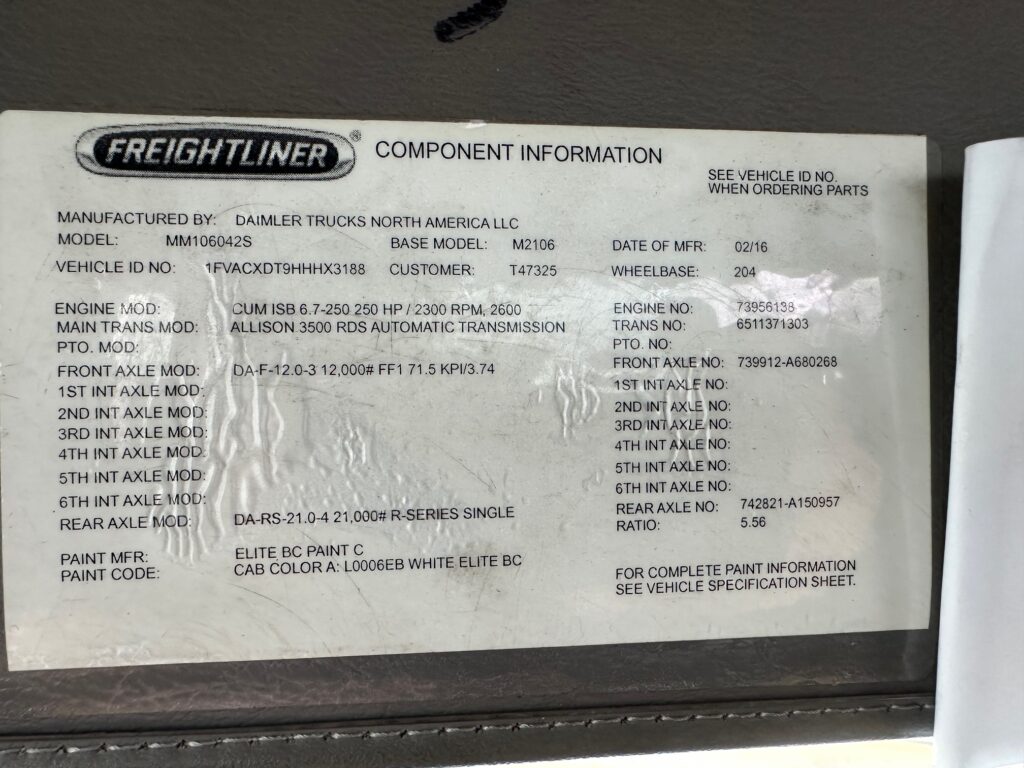 FREIGHTLINER® COMPONENT INFORMATION
SEE VEHICLE ID NO.
WHEN ORDERING PARTS
MANUFACTURED BY: DAIMLER TRUCKS NORTH AMERICA LLC
MODEL: MM106042S BASE MODEL: M2106 DATE OF MFR: 02/16
VEHICLE ID NO: 1FVACXDT9HHHX3188 CUSTOMER: T47325 WHEELBASE: 204
ENGINE MOD: CUM ISB 6.7-250 250 HP / 2300 RPM, 2600 ENGINE NO: 73956138
MAIN TRANS MOD: ALLISON 3500 RDS AUTOMATIC TRANSMISSION TRANS NO: 6511371303
PTO. MOD: PTO. NO:
FRONT AXLE MOD: DA-F-12.0-3 12,000# FF1 71.5 KPI/3.74 FRONT AXLE NO: 739912-A680268
1ST INT AXLE MOD: 1ST INT AXLE NO:
2ND INT AXLE MOD: 2ND INT AXLE NO:
3RD INT AXLE MOD: 3RD INT AXLE NO:
4TH INT AXLE MOD: 4TH INT AXLE NO:
5TH INT AXLE MOD: 5TH INT AXLE NO:
6TH INT AXLE MOD: 6TH INT AXLE NO:
REAR AXLE MOD: DA-RS-21.0-4 21,000# R-SERIES SINGLE REAR AXLE NO: 742821-A150957
RATIO: 5.56
PAINT MFR: ELITE BC PAINT C
PAINT CODE: CAB COLOR A: L0006EB WHITE ELITE BC
FOR COMPLETE PAINT INFORMATION
SEE VEHICLE SPECIFICATION SHEET.